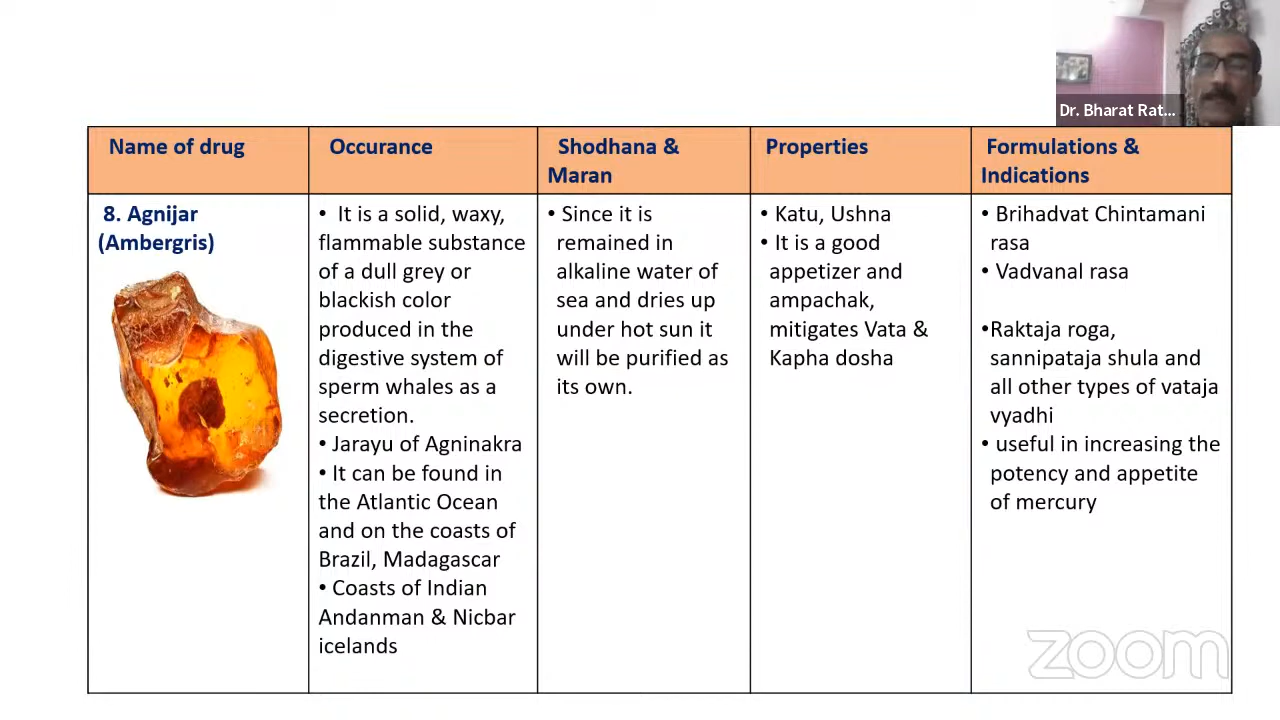 Dr. Bharat Rat...
Name of drug
Occurance
Shodhana &
Maran
Properties
Formulations &
Indications
8. Agnijar
(Ambergris)
• It is a solid, waxy,
flammable substance
of a dull grey or
blackish color
produced in the
digestive system of
sperm whales as a
secretion.
• Jarayu of Agninakra
• It can be found in
the Atlantic Ocean
and on the coasts of
Brazil, Madagascar
• Coasts of Indian
Andanman & Nicbar
icelands
• Since it is
remained in
alkaline water of
sea and dries up
under hot sun it
will be purified as
its own.
• Katu, Ushna
• It is a good
appetizer and
ampachak,
mitigates Vata &
Kapha dosha
• Brihadvat Chintamani
rasa
• Vadvanal rasa
•Raktaja roga,
sannipataja shula and
all other types of vataja
vyadhi
• useful in increasing the
potency and appetite
of mercury
zoom